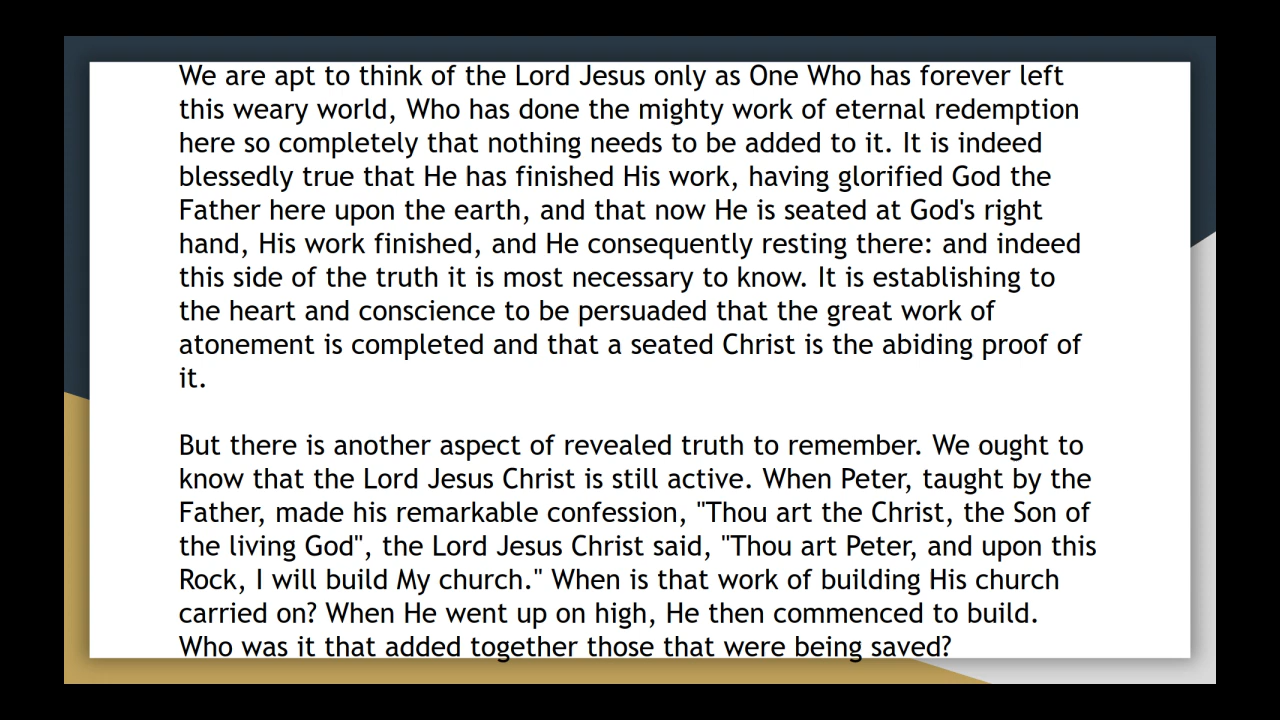 We are apt to think of the Lord Jesus only as One Who has forever left
this weary world, Who has done the mighty work of eternal redemption
here so completely that nothing needs to be added to it. It is indeed
blessedly true that He has finished His work, having glorified God the
Father here upon the earth, and that now He is seated at God's right
hand, His work finished, and He consequently resting there: and indeed
this side of the truth it is most necessary to know. It is establishing to
the heart and conscience to be persuaded that the great work of
atonement is completed and that a seated Christ is the abiding proof of
it.

But there is another aspect of revealed truth to remember. We ought to
know that the Lord Jesus Christ is still active. When Peter, taught by the
Father, made his remarkable confession, "Thou art the Christ, the Son of
the living God", the Lord Jesus Christ said, "Thou art Peter, and upon this
Rock, I will build My church." When is that work of building His church
carried on? When He went up on high, He then commenced to build.
Who was it that added together those that were being saved?